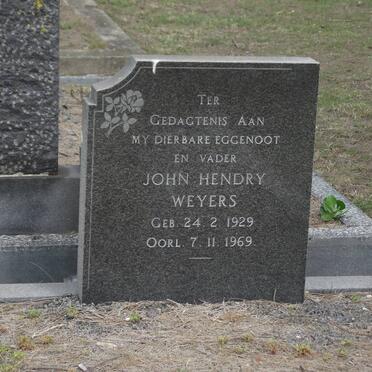 TER
GEDAGTENIS AAN
MY DIERBARE EGGENOOT
EN VADER
JOHN HENDRY
WEYERS
GEB. 24. 2. 1929
OORL. 7. 11. 1969.